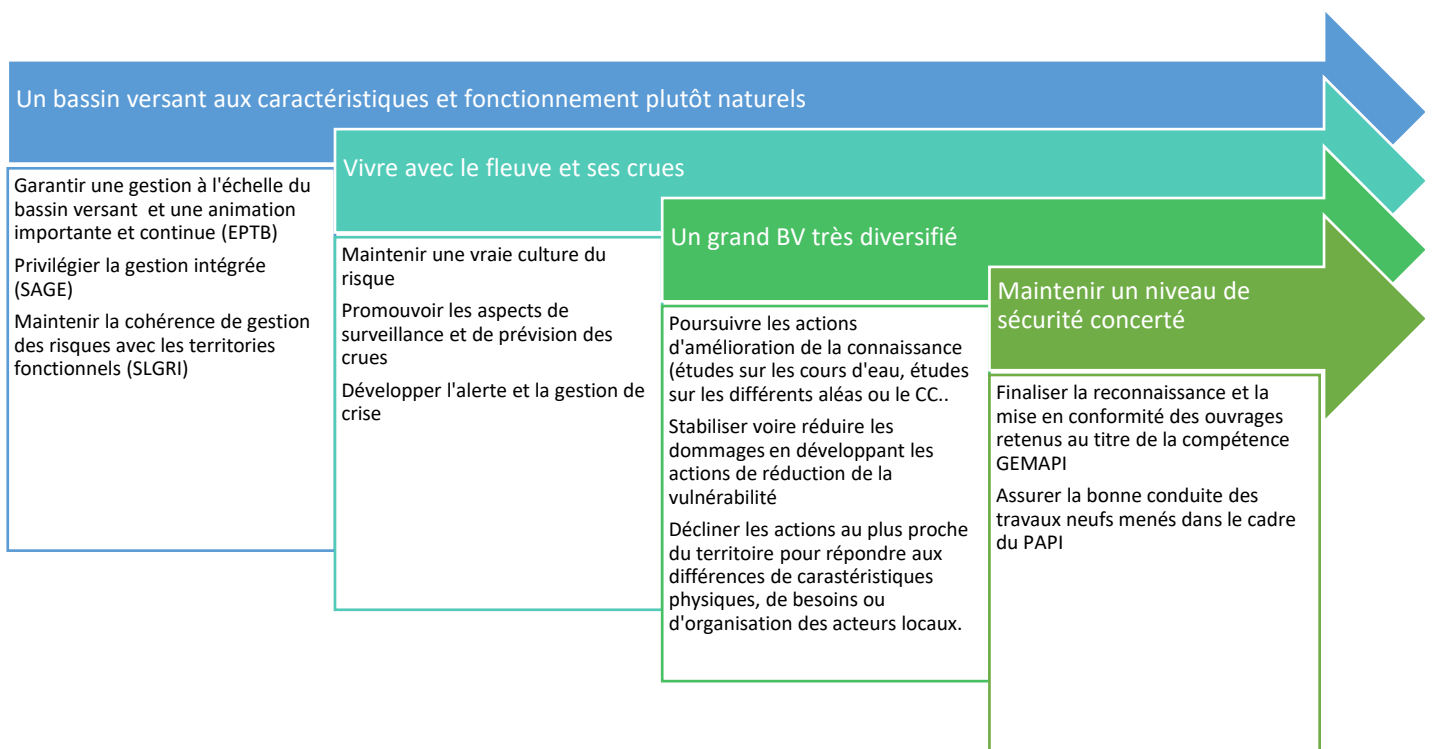 Un bassin versant aux caractéristiques et fonctionnement plutôt naturels
Garantir une gestion à l'échelle du
bassin versant et une animation
importante et continue (EPTB)
Privilégier la gestion intégrée
(SAGE)
Maintenir la cohérence de gestion
des risques avec les territories
fonctionnels (SLGRI)
Vivre avec le fleuve et ses crues
Maintenir une vraie culture du
risque
Promouvoir les aspects de
surveillance et de prévision des
crues
Développer l'alerte et la gestion de
crise
Un grand BV très diversifié
Poursuivre les actions
d'amélioration de la connaissance
(études sur les cours d'eau, études
sur les différents aléas ou le CC..
Stabiliser voire réduire les
dommages en développant les
actions de réduction de la
vulnérabilité
Décliner les actions au plus proche
du territoire pour répondre aux
différences de carastéristiques
physiques, de besoins ou
d'organisation des acteurs locaux.
Maintenir un niveau de
sécurité concerté
Finaliser la reconnaissance et la
mise en conformité des ouvrages
retenus au titre de la compétence
GEMAPI
Assurer la bonne conduite des
travaux neufs menés dans le cadre
du PAPI